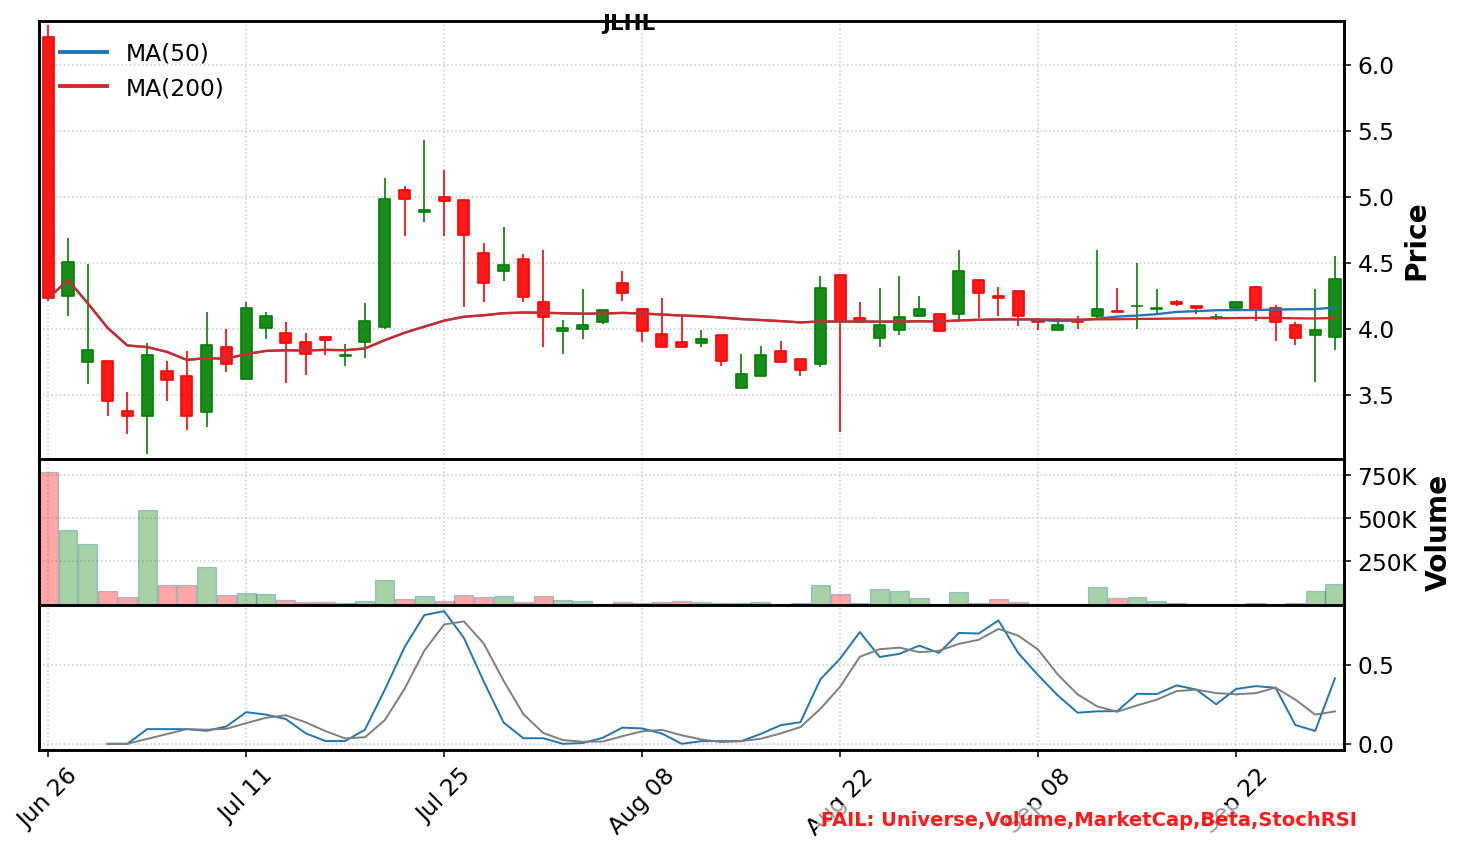 JLHL
MA(50)
MA(200)
6.0
5.5
5.0
4.5
4.0
3.5
Price
750K
500K
250K
Volume
0.5
0.0
Jun 26
Jul 11
Jul 25
Aug 08
Aug 22
Sep 08
Sep 22
FAIL: Universe,Volume,MarketCap,Beta,StochRSI